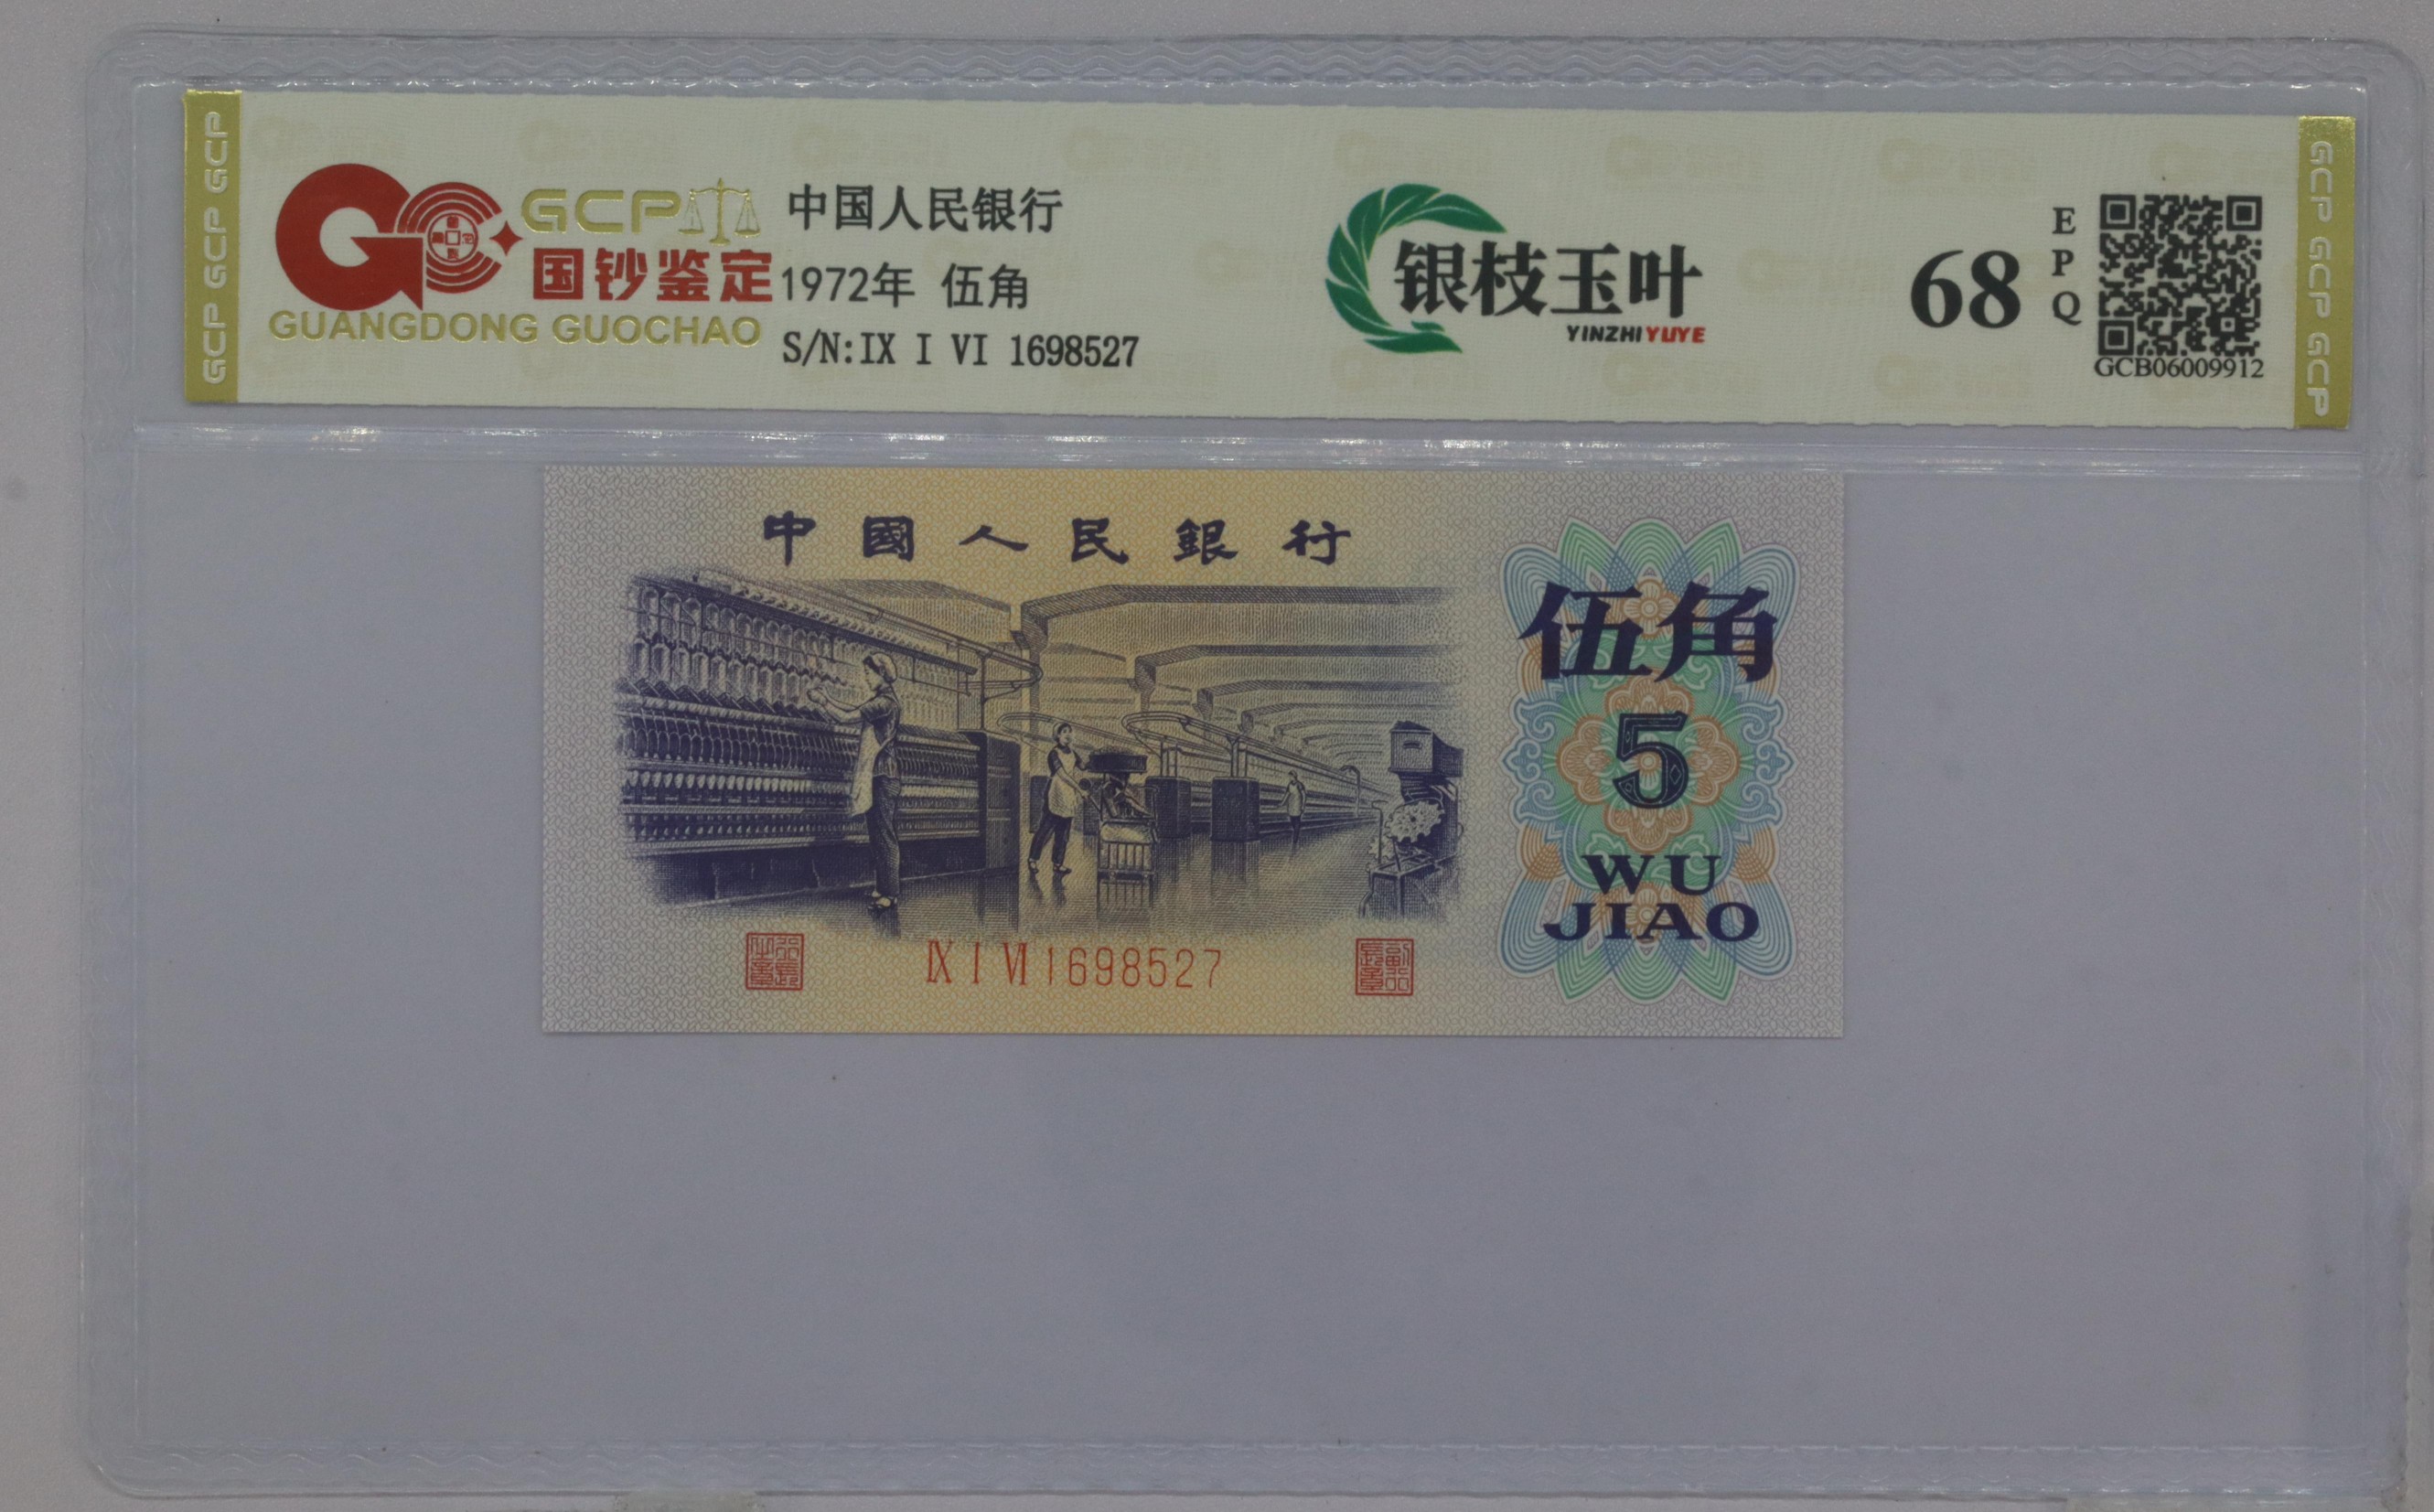 GCP GCP GCP
GCP
国钞鉴定
GUANGDONG GUOCHAO
中国人民银行
1972年 伍角
S/N:IX I VI 1698527
银枝玉叶
YINZHIYUYE
68
EPQ
GCB06009912
GCP GCP GCP
中國人民銀行
伍角
5
WU
JIAO
IX I VI 1698527